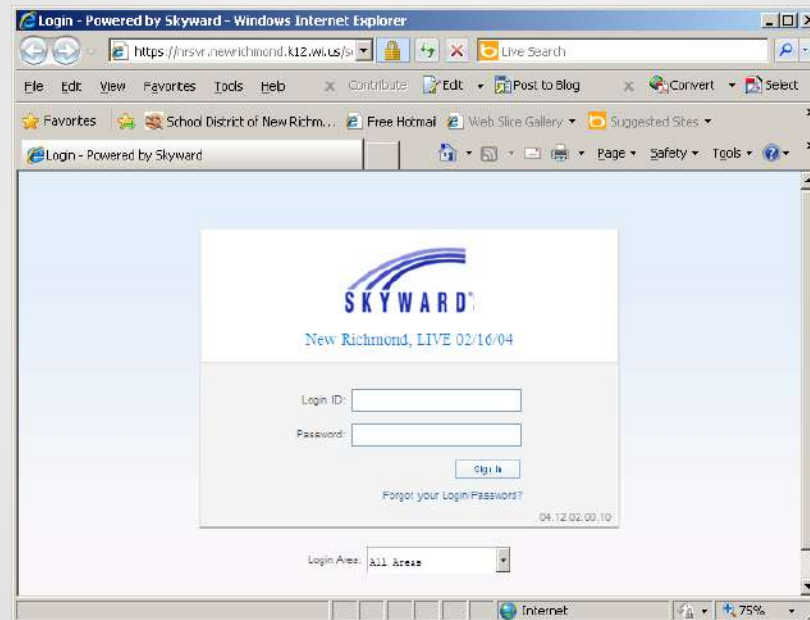 Login - Powered by Skyward - Windows Internet Explorer
https://hrsvr.newrichmond.k12.wi.us/s
Live Search
File Edit View Favorites Tools Help x Contribute Edit Post to Blog x Convert Select
Favorites School District of New Richm... Free Hotmail Web Slice Gallery Suggested Sites
Login - Powered by Skyward Page Safety Tools
SKYWARD
New Richmond, LIVE 02/16/04
Login ID:
Password:
Sign In
Forgot your Login/Password?
04.12.02.00.10
Login Area: All Areas
Internet 75%